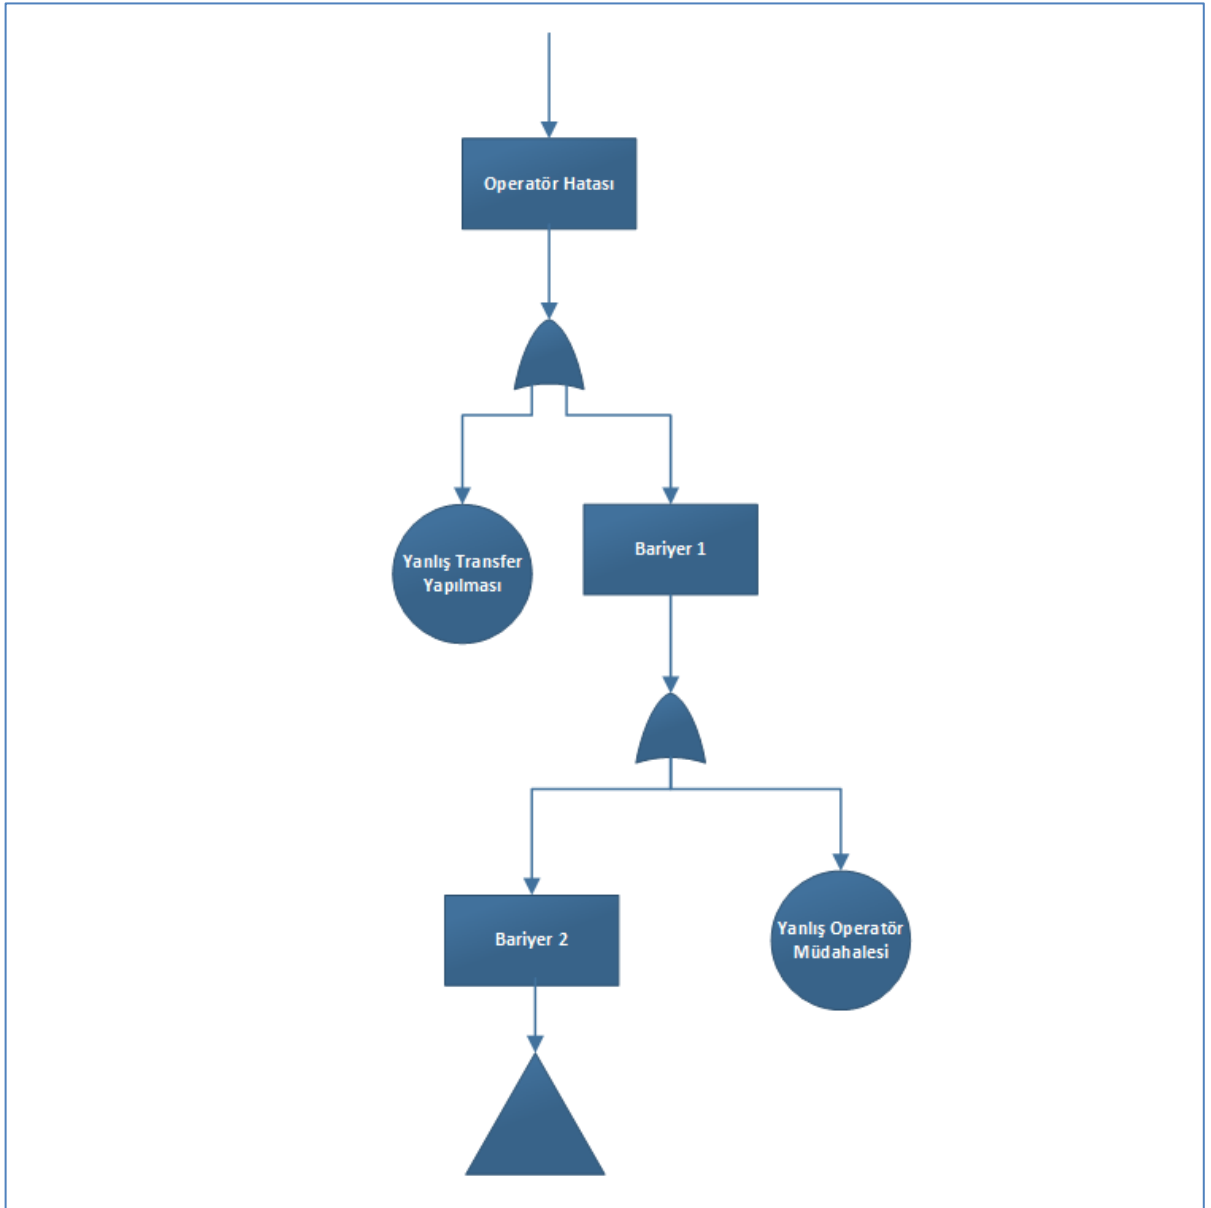 Operatör Hatası
Yanlış Transfer
Yapılması
Bariyer 1
Bariyer 2
Yanlış Operatör
Müdahalesi